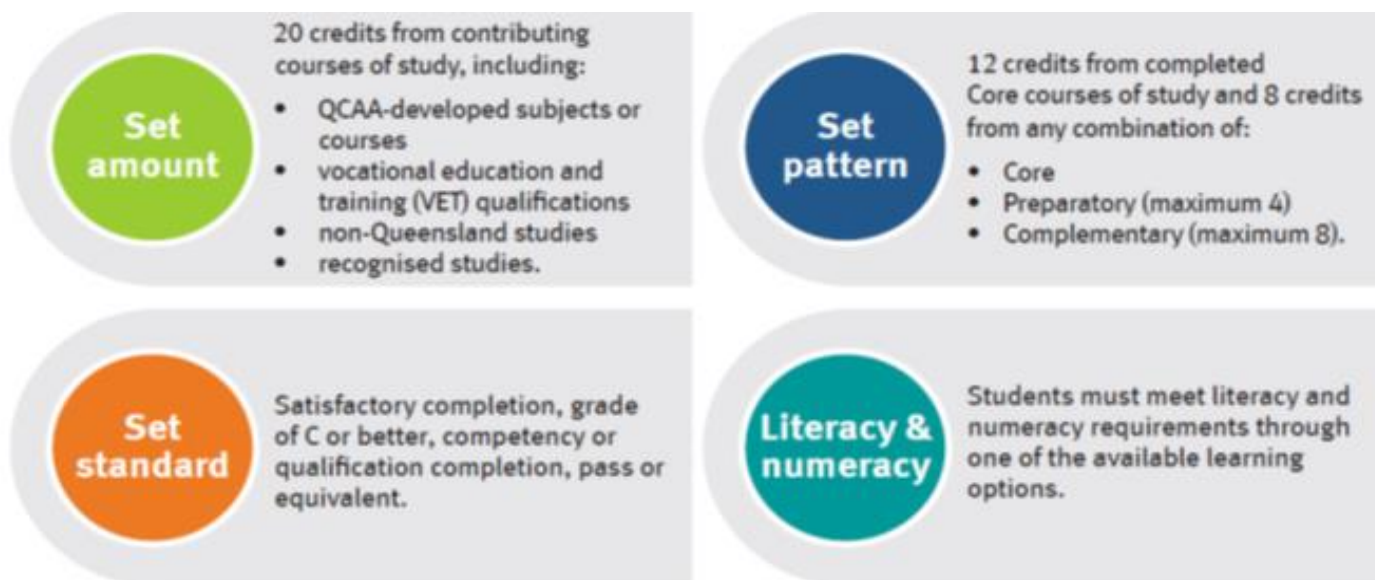 Set
amount
20 credits from contributing
courses of study, including:
• QCAA-developed subjects or
courses
• vocational education and
training (VET) qualifications
• non-Queensland studies
• recognised studies.
Set
pattern
12 credits from completed
Core courses of study and 8 credits
from any combination of:
• Core
• Preparatory (maximum 4)
• Complementary (maximum 8).
Set
standard
Satisfactory completion, grade
of C or better, competency or
qualification completion, pass or
equivalent.
Literacy &
numeracy
Students must meet literacy and
numeracy requirements through
one of the available learning
options.